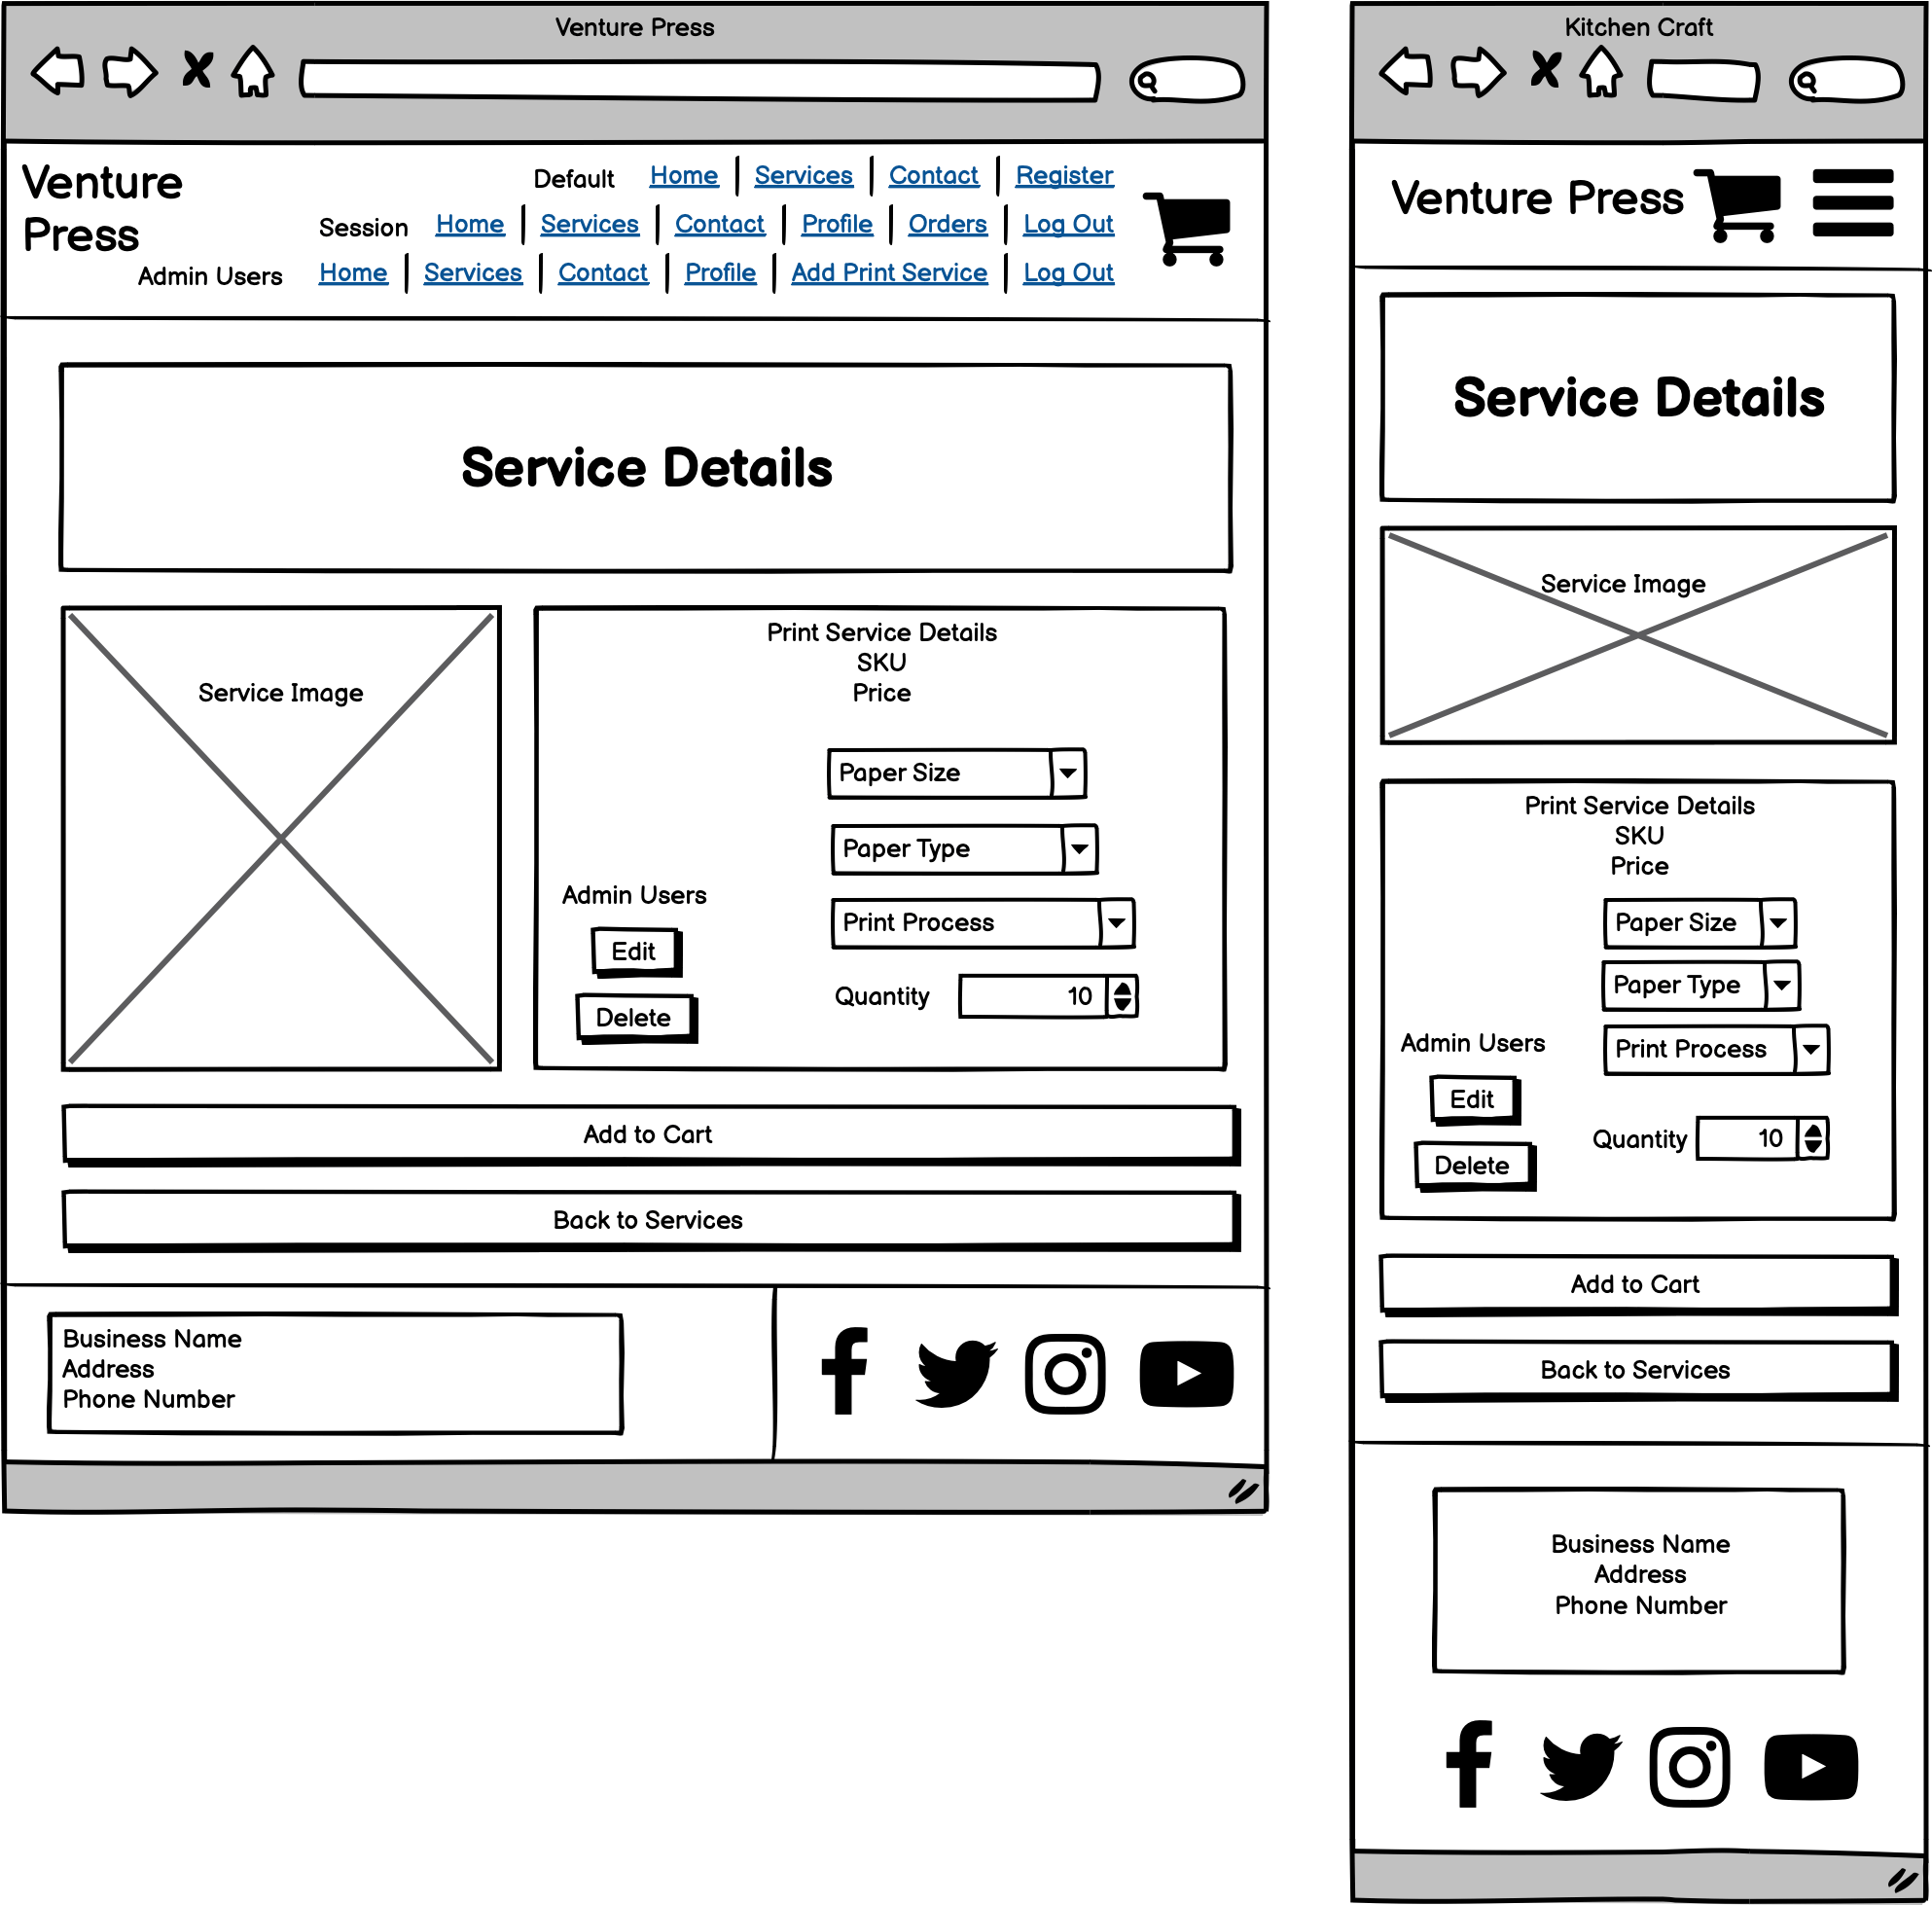 Venture Press
Venture
Press
Default Home Services Contact Register
Session Home Services Contact Profile Orders Log Out
Admin Users Home Services Contact Profile Add Print Service Log Out
Service Details
Service Image
Print Service Details
SKU
Price
Paper Size
Paper Type
Print Process
Quantity 10
Admin Users
Edit
Delete
Add to Cart
Back to Services
Business Name
Address
Phone Number
Kitchen Craft
Venture Press
Service Details
Service Image
Print Service Details
SKU
Price
Paper Size
Paper Type
Print Process
Quantity 10
Admin Users
Edit
Delete
Add to Cart
Back to Services
Business Name
Address
Phone Number